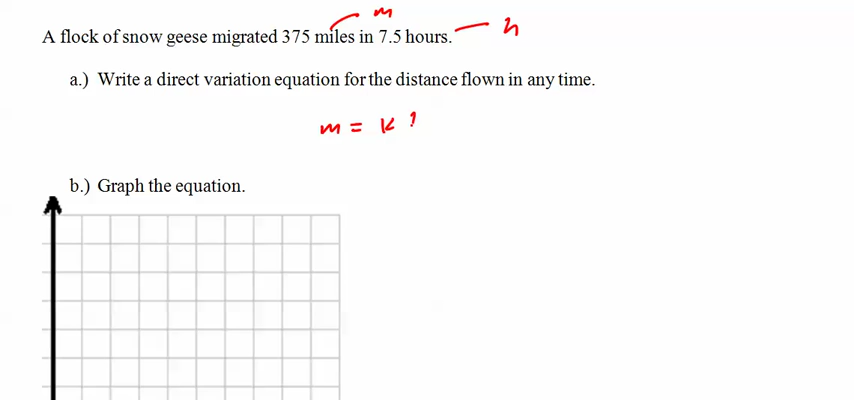 m
A flock of snow geese migrated 375 miles in 7.5 hours. h
a.) Write a direct variation equation for the distance flown in any time.
m = k
b.) Graph the equation.